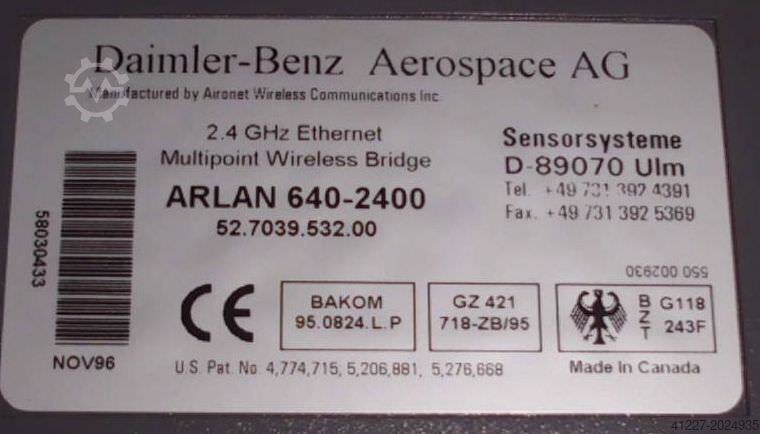 Daimler-Benz Aerospace AG
Manufactured by Aironet Wireless Communications Inc.
2.4 GHz Ethernet
Multipoint Wireless Bridge
ARLAN 640-2400
52.7039.532.00
Sensorsysteme
D-89070 Ulm
Tel. +49 731 392 4391
Fax. +49 731 392 5369
550 002930
58030433
NOV96
CE
BAKOM
95.0824.L.P
GZ 421
718-ZB/95
BZT
G118
243F
U.S. Pat. No. 4,774,715, 5,206,881, 5,276,668
Made In Canada
41227-2024935